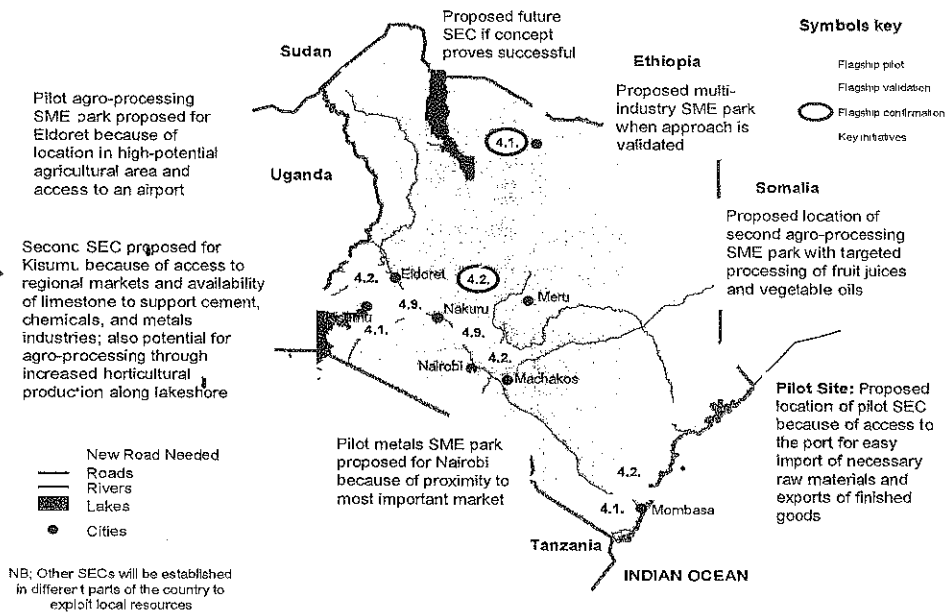 Proposed future
SEC if concept
proves successful
Symbols key
Flagship pilot
Flagship validation
Flagship confirmation
Key initiatives
Sudan
Ethiopia
Proposed multi-
industry SME park
when approach is
validated
Pilot agro-processing
SME park proposed for
Eldoret because of
location in high-potential
agricultural area and
access to an airport
4.1.
Uganda
Somalia
Proposed location of
second agro-processing
SME park with targeted
processing of fruit juices
and vegetable oils
Second SEC proposed for
Kisumu because of access to
regional markets and availability
of limestone to support cement,
chemicals, and metals
industries; also potential for
agro-processing through
increased horticultural
production along lakeshore
4.2.
Eldoret
4.2.
Meru
4.9.
Nakuru
4.1.
4.9.
4.2.
Nairobi
Machakos
Pilot Site: Proposed
location of pilot SEC
because of access to
the port for easy
import of necessary
raw materials and
exports of finished
goods
Pilot metals SME park
proposed for Nairobi
because of proximity to
most important market
4.2.
4.1.
Mombasa
Tanzania
INDIAN OCEAN
New Road Needed
Roads
Rivers
Lakes
Cities
NB; Other SECs will be established
in different parts of the country to
exploit local resources